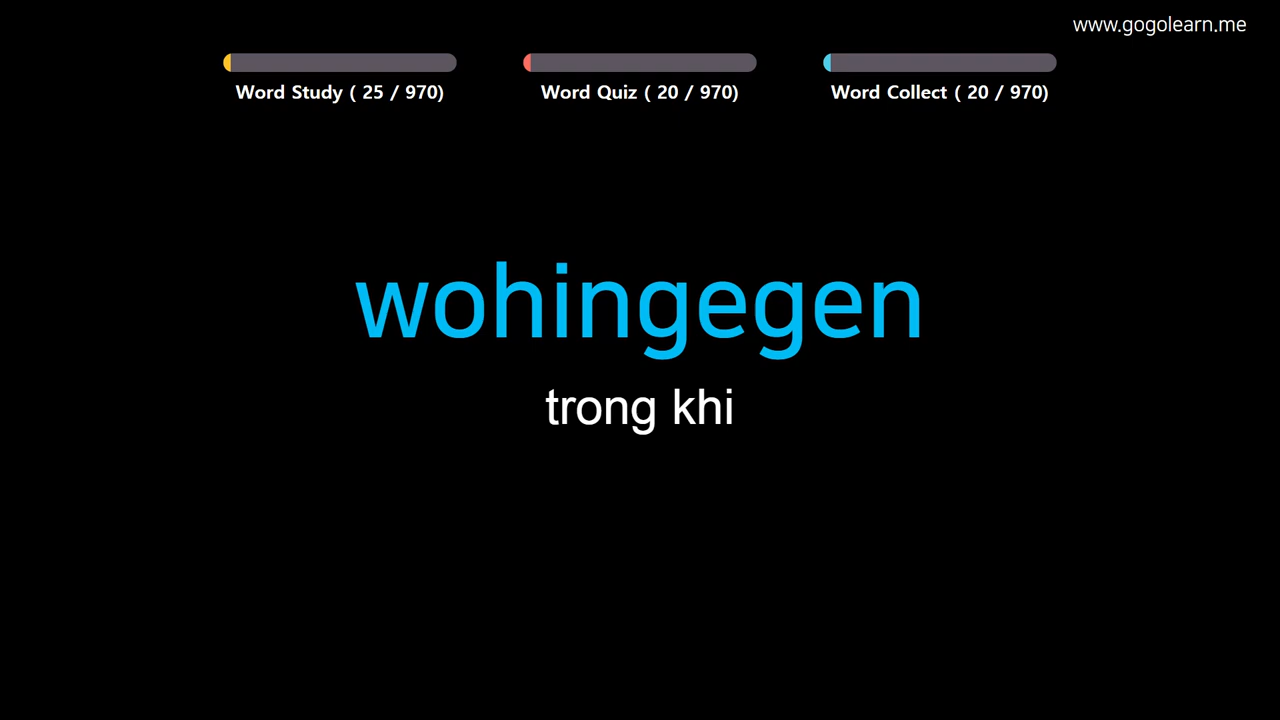 www.gogolearn.me
Word Study ( 25 / 970)
Word Quiz ( 20 / 970)
Word Collect ( 20 / 970)
wohingegen
trong khi